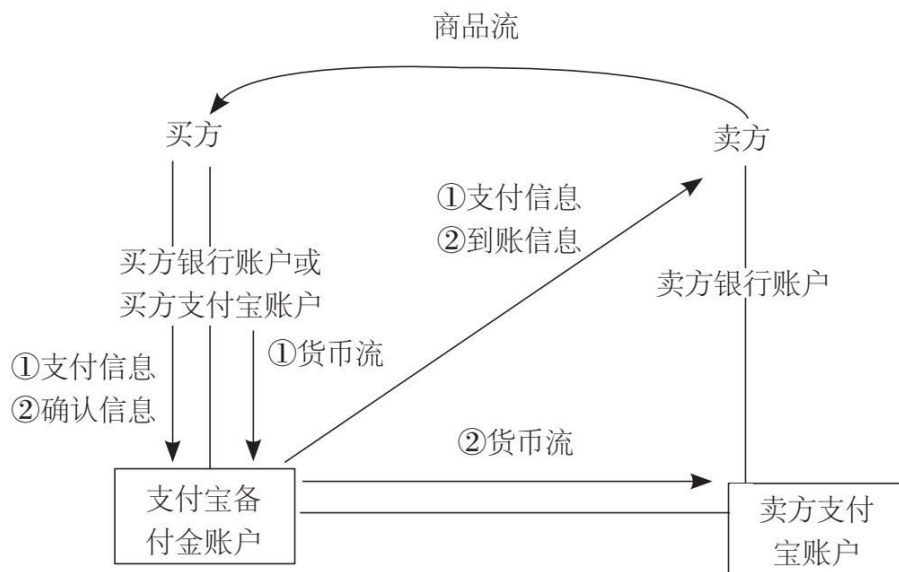 商品流
买方
卖方
①支付信息
②到账信息
买方银行账户或
买方支付宝账户
卖方银行账户
①货币流
①支付信息
②确认信息
②货币流
支付宝备
付金账户
卖方支付
宝账户